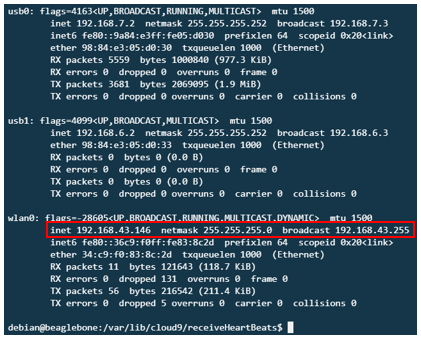 usb0: flags=4163<UP,BROADCAST,RUNNING,MULTICAST>  mtu 1500
inet 192.168.7.2  netmask 255.255.255.252  broadcast 192.168.7.3
inet6 fe80::9a84:e3ff:fe05:d030  prefixlen 64  scopeid 0x20<link>
ether 98:84:e3:05:d0:30  txqueuelen 1000  (Ethernet)
RX packets 5559  bytes 1000840 (977.3 KiB)
RX errors 0  dropped 0  overruns 0  frame 0
TX packets 3681  bytes 2069095 (1.9 MiB)
TX errors 0  dropped 0 overruns 0  carrier 0  collisions 0
usb1: flags=4099<UP,BROADCAST,MULTICAST>  mtu 1500
inet 192.168.6.2  netmask 255.255.255.252  broadcast 192.168.6.3
ether 98:84:e3:05:d0:33  txqueuelen 1000  (Ethernet)
RX packets 0  bytes 0 (0.0 B)
RX errors 0  dropped 0  overruns 0  frame 0
TX packets 0  bytes 0 (0.0 B)
TX errors 0  dropped 0 overruns 0  carrier 0  collisions 0
wlan0: flags=-28605<UP,BROADCAST,RUNNING,MULTICAST,DYNAMIC>  mtu 1500
inet 192.168.43.146  netmask 255.255.255.0  broadcast 192.168.43.255
inet6 fe80::36c9:f0ff:fe83:8c2d  prefixlen 64  scopeid 0x20<link>
ether 34:c9:f0:83:8c:2d  txqueuelen 1000  (Ethernet)
RX packets 11  bytes 121643 (118.7 KiB)
RX errors 0  dropped 131  overruns 0  frame 0
TX packets 56  bytes 216542 (211.4 KiB)
TX errors 0  dropped 5 overruns 0  carrier 0  collisions 0
debian@beaglebone:/var/lib/cloud9/receiveHeartBeats$